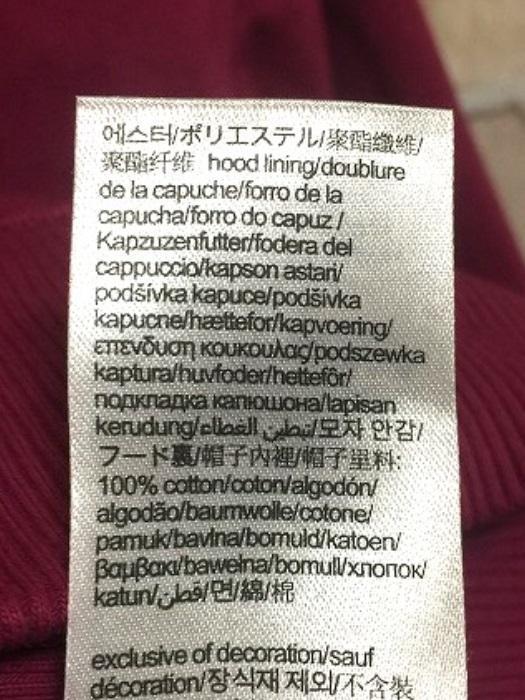 에스터/ポリエステル/聚酯纖維/
聚酯纤维 hood lining/doublure
de la capuche/forro de la
capucha/forro do capuz /
Kapzuzenfutter/fodera del
cappuccio/kapson astari/
podšívka kapuce/podšívka
kapucne/hættefor/kapvoering/
επενδυση κουκουλας/podszewka
kaptura/huvfoder/hettefôr/
подкладка капюшона/lapisan
kerudung/تبطين الغطاء/모자 안감/
フード裏/帽子內裡/帽子里料:
100% cotton/coton/algodón/
algodão/baumwolle/cotone/
pamuk/bavlna/bomuld/katoen/
βαμβακι/bawełna/bomull/хлопок/
katun/قطن/면/綿/棉
exclusive of decoration/sauf
décoration/장식재 제외/不含裝